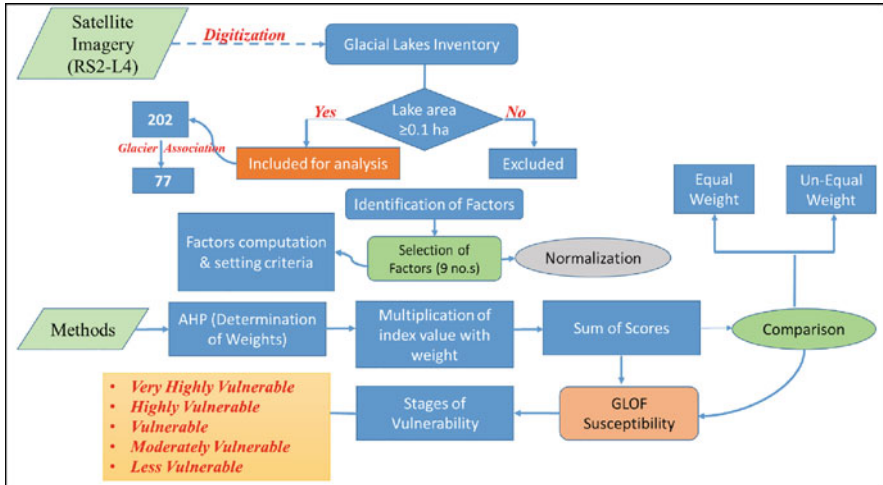 Satellite
Imagery
(RS2-L4)
Digitization
Glacial Lakes Inventory
Yes
Lake area
≥0.1 ha
No
202
Glacier Association
77
Included for analysis
Excluded
Equal
Weight
Un-Equal
Weight
Identification of Factors
Factors computation
& setting criteria
Selection of
Factors (9 no.s)
Normalization
Methods
AHP (Determination
of Weights)
Multiplication of
index value with
weight
Sum of Scores
Comparison
• Very Highly Vulnerable
• Highly Vulnerable
• Vulnerable
• Moderately Vulnerable
• Less Vulnerable
Stages of
Vulnerability
GLOF
Susceptibility